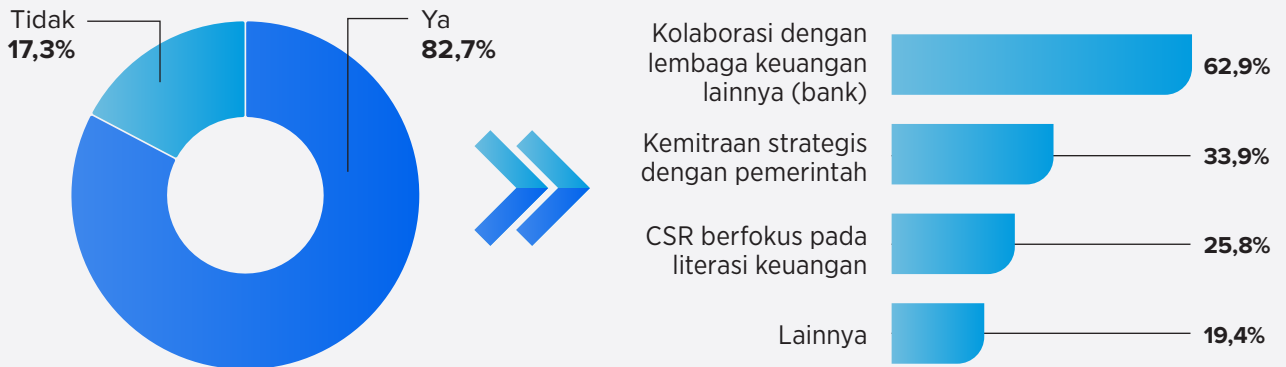 Tidak
17,3%
Ya
82,7%
Kolaborasi dengan
lembaga keuangan
lainnya (bank)
62,9%
Kemitraan strategis
dengan pemerintah
33,9%
CSR berfokus pada
literasi keuangan
25,8%
Lainnya
19,4%